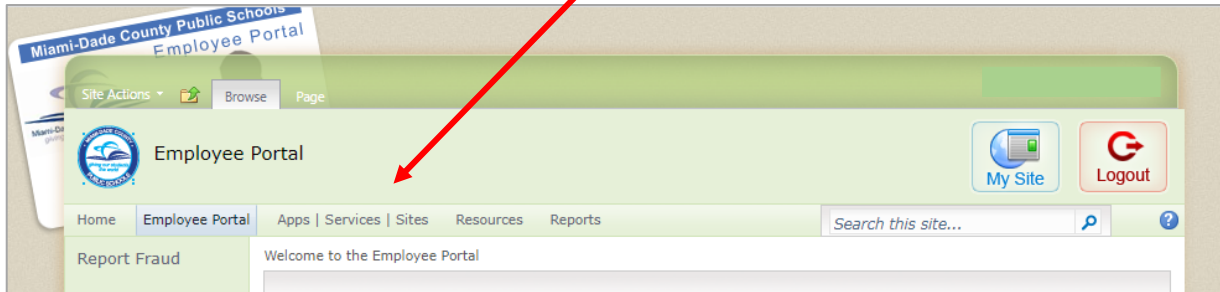 Miami-Dade County Public Schools
Employee Portal
Site Actions
Browse
Page
Employee Portal
My Site
Logout
Home
Employee Portal
Apps | Services | Sites
Resources
Reports
Search this site...
Report Fraud
Welcome to the Employee Portal